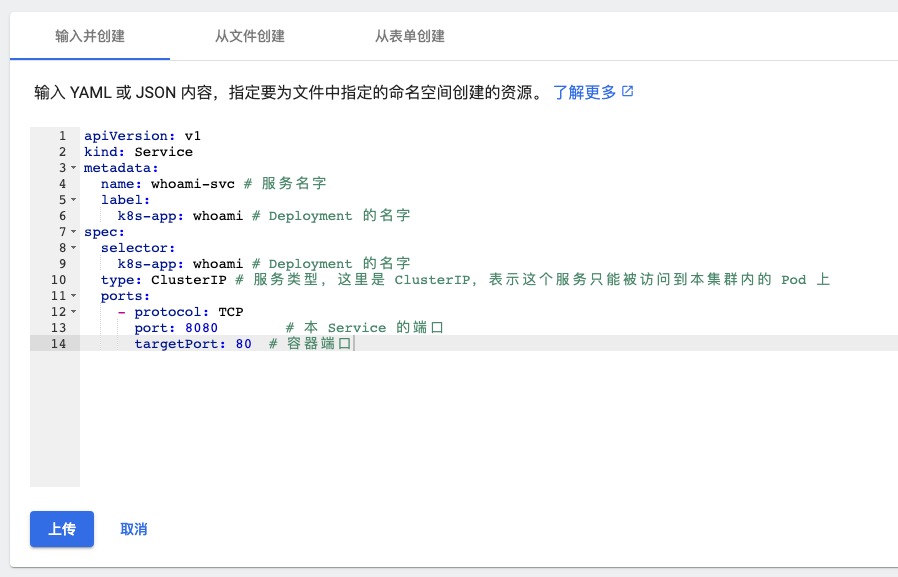 输入并创建 从文件创建 从表单创建
输入 YAML 或 JSON 内容，指定要为文件中指定的命名空间创建的资源。 了解更多
1 apiVersion: v1
2 kind: Service
3 metadata:
4   name: whoami-svc # 服务名字
5   label:
6     k8s-app: whoami # Deployment 的名字
7 spec:
8   selector:
9     k8s-app: whoami # Deployment 的名字
10   type: ClusterIP # 服务类型，这里是 ClusterIP，表示这个服务只能被访问到本集群内的 Pod 上
11   ports:
12     - protocol: TCP
13       port: 8080        # 本 Service 的端口
14       targetPort: 80  # 容器端口
上传 取消